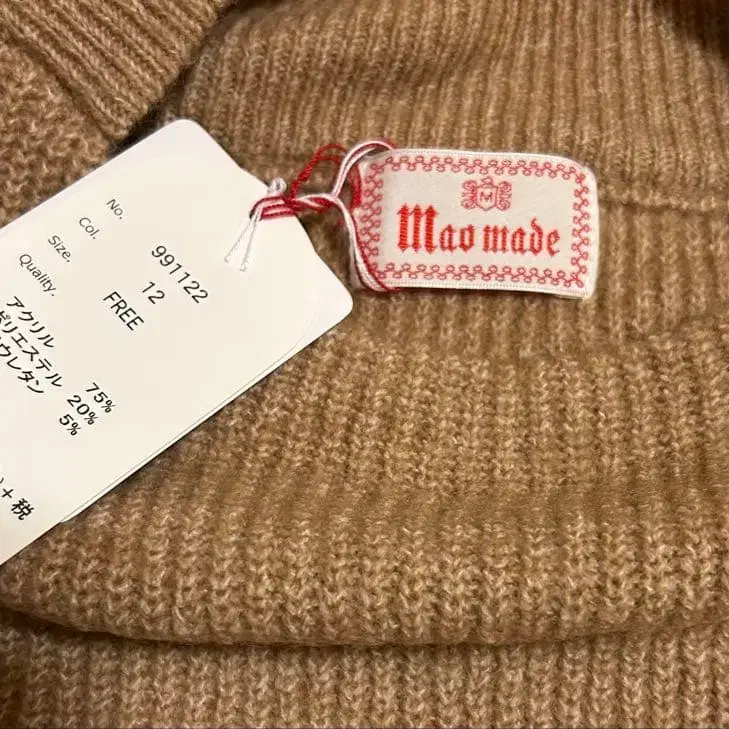 M
Mao made
No. 991122
Col. 12
Size. FREE
Quality.
アクリル 75%
ポリエステル 20%
ウレタン 5%
+ 税